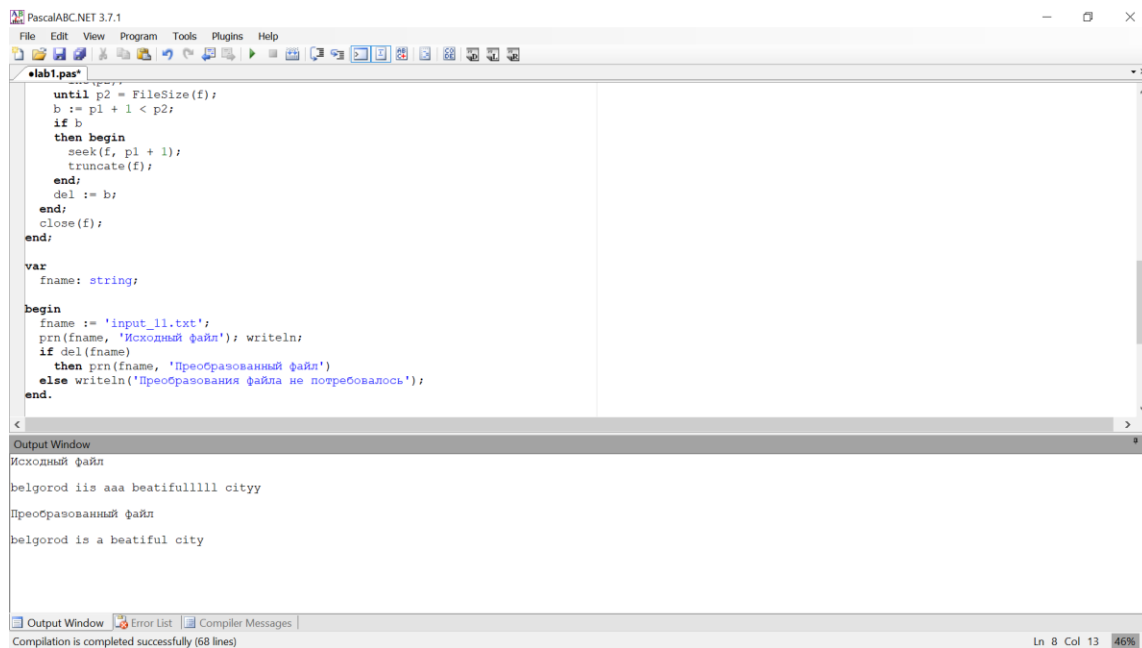 PascalABC.NET 3.7.1
File Edit View Program Tools Plugins Help
•lab1.pas*
until p2 = FileSize(f);
b := p1 + 1 < p2;
if b
then begin
seek(f, p1 + 1);
truncate(f);
end;
del := b;
end;
close(f);
end;
var
fname: string;
begin
fname := 'input_11.txt';
prn(fname, 'Исходный файл'); writeln;
if del(fname)
then prn(fname, 'Преобразованный файл')
else writeln('Преобразования файла не потребовалось');
end.
Output Window
Исходный файл
belgorod iis aaa beatifulllll cityy
Преобразованный файл
belgorod is a beatiful city
Output Window Error List Compiler Messages
Compilation is completed successfully (68 lines) Ln 8 Col 13 46%